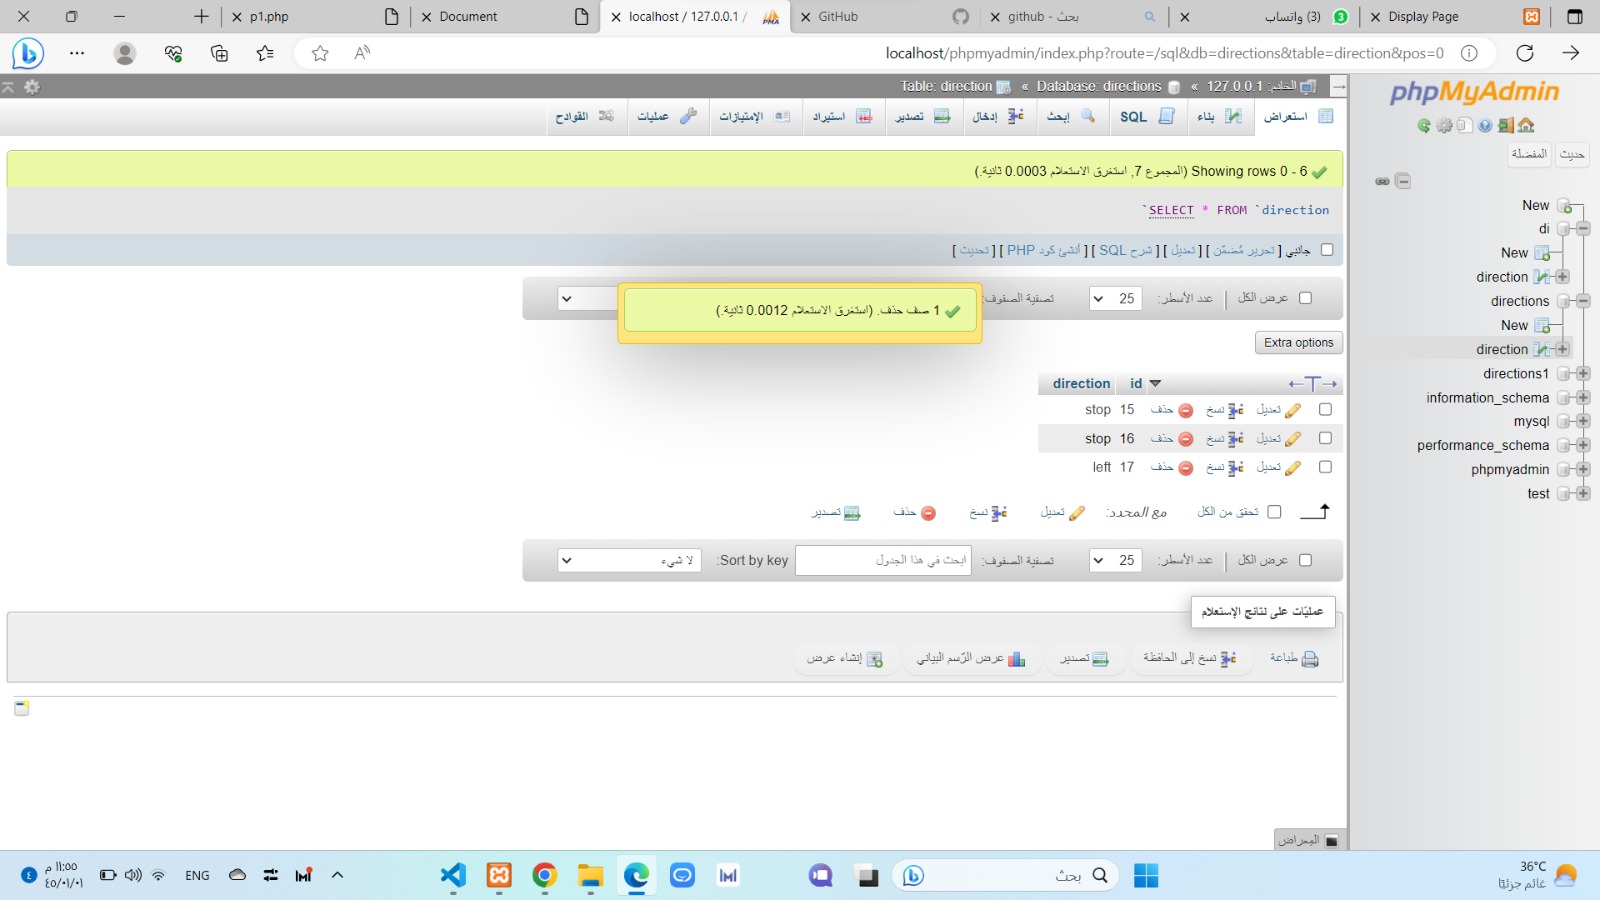 p1.php
Document
localhost / 127.0.0.1 /
GitHub
github - بحث
(3) واتساب
Display Page
localhost/phpmyadmin/index.php?route=/sql&db=directions&table=direction&pos=0
الخادم: 127.0.0.1 » Database: directions » Table: direction
استعراض
بناء
SQL
إبحث
إدخال
تصدير
استيراد
الإمتيازات
عمليات
القوادح
Showing rows 0 - 6 (المجموع 7, استغرق الاستعلام 0.0003 ثانية.)
SELECT * FROM `direction`
جانبي [ تحرير مُضمّن ] [ تعديل ] [ شرح SQL ] [ أنشئ كود PHP ] [ تحديث ]
عرض الكل | عدد الأسطر: 25 تصفية الصفوف:
1 صف حذف. (استغرق الاستعلام 0.0012 ثانية.)
Extra options
id direction
تعديل نسخ حذف 15 stop
تعديل نسخ حذف 16 stop
تعديل نسخ حذف 17 left
تحقق من الكل مع المحدد: تعديل نسخ حذف تصدير
عرض الكل | عدد الأسطر: 25 تصفية الصفوف: ابحث في هذا الجدول Sort by key: لا شيء
عمليّات على نتائج الإستعلام
طباعة نسخ إلى الحافظة تصدير عرض الرّسم البياني إنشاء عرض
المِعراض
phpMyAdmin
حديث
المفضلة
New
di
New
direction
directions
New
direction
directions1
information_schema
mysql
performance_schema
phpmyadmin
test
36°C
غائم جزئيًا
بحث
ENG
١١:٥٥ م
٤٥/٠١/٠١
٤